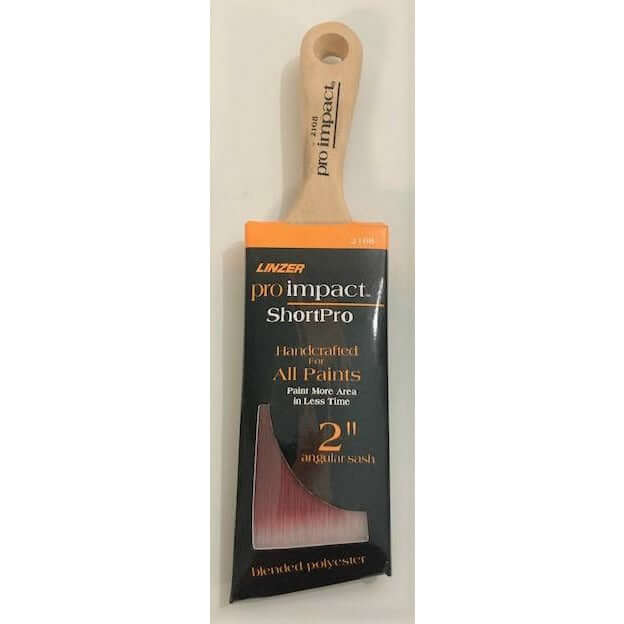 2108
pro impact®
2108
LINZER
pro impact™
ShortPro
Handcrafted
For
All Paints
Paint More Area
in Less Time
2"
angular sash
blended polyester